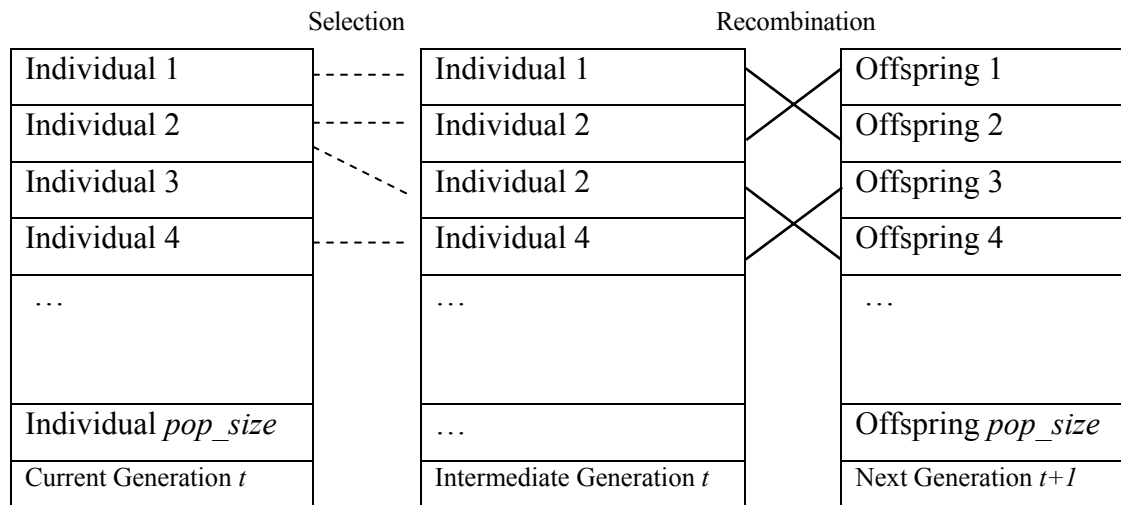 Selection Recombination
Individual 1 Individual 1 Offspring 1
Individual 2 Individual 2 Offspring 2
Individual 3 Individual 2 Offspring 3
Individual 4 Individual 4 Offspring 4
… … …
Individual pop_size … Offspring pop_size
Current Generation t Intermediate Generation t Next Generation t+1